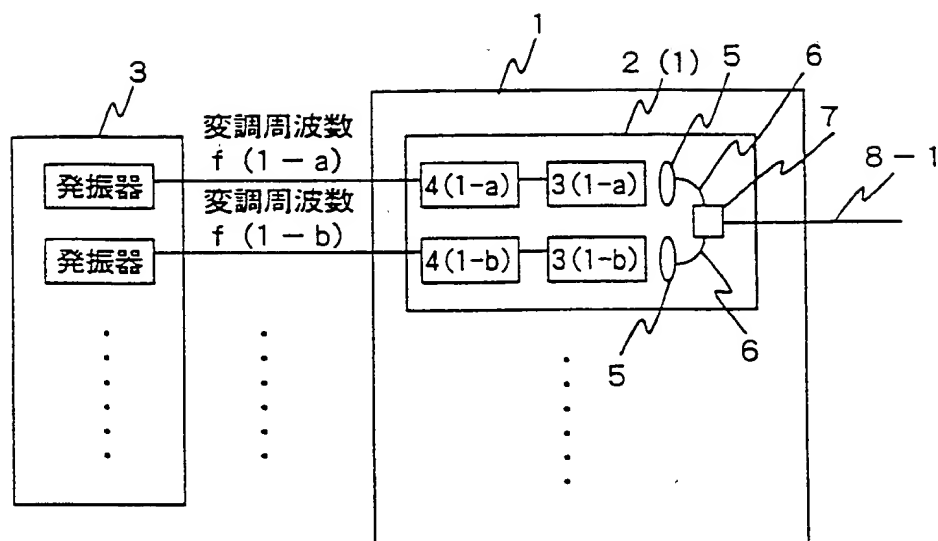 1
2 (1)
5
6
7
8-1
3
変調周波数
f (1-a)
発振器
4(1-a)
3(1-a)
変調周波数
f (1-b)
発振器
4(1-b)
3(1-b)
5
6